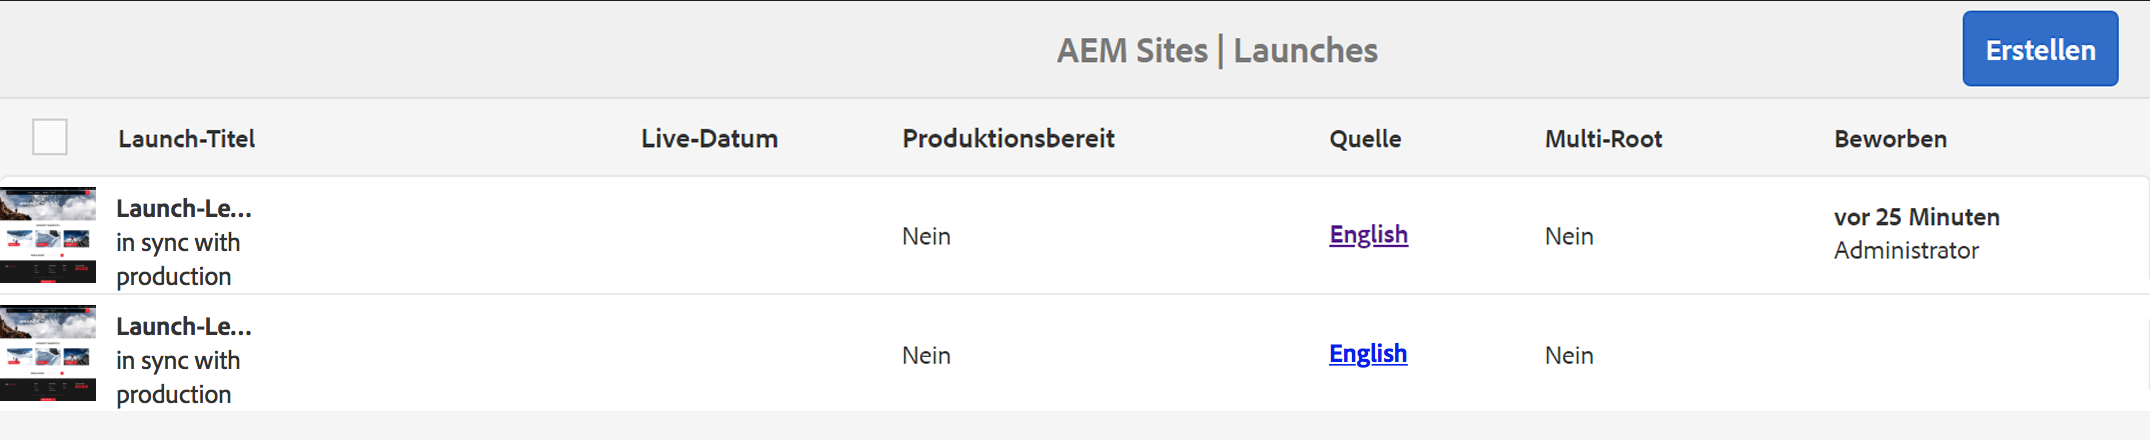 AEM Sites | Launches
Erstellen
Launch-Titel Live-Datum Produktionsbereit Quelle Multi-Root Beworben
Launch-Le...
in sync with
production
Nein English Nein
vor 25 Minuten
Administrator
Launch-Le...
in sync with
production
Nein English Nein